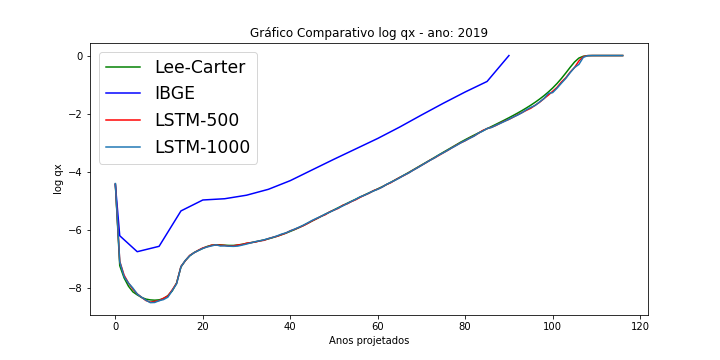 Gráfico Comparativo log qx - ano: 2019
Lee-Carter
IBGE
LSTM-500
LSTM-1000
log qx
0
−2
−4
−6
−8
0 20 40 60 80 100 120
Anos projetados